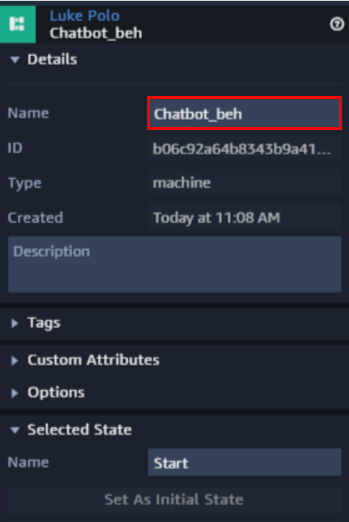 Luke Polo
Chatbot_beh
Details
Name Chatbot_beh
ID b06c92a64b8343b9a41...
Type machine
Created Today at 11:08 AM
Description
Tags
Custom Attributes
Options
Selected State
Name Start
Set As Initial State